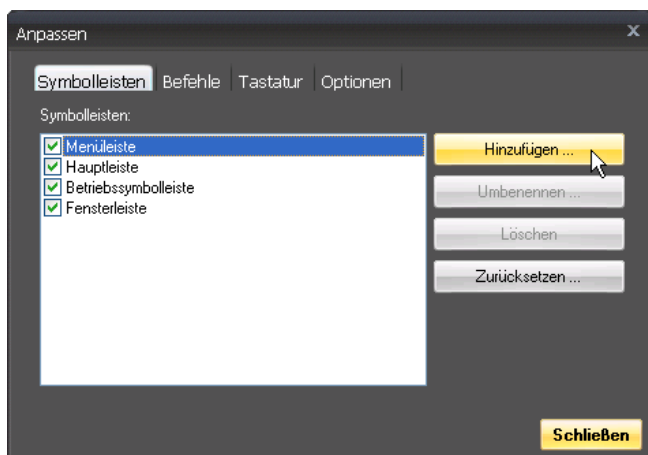 Anpassen
Symbolleisten Befehle Tastatur Optionen
Symbolleisten:
Menüleiste
Hauptleiste
Betriebssymbolleiste
Fensterleiste
Hinzufügen ...
Umbenennen ...
Löschen
Zurücksetzen ...
Schließen